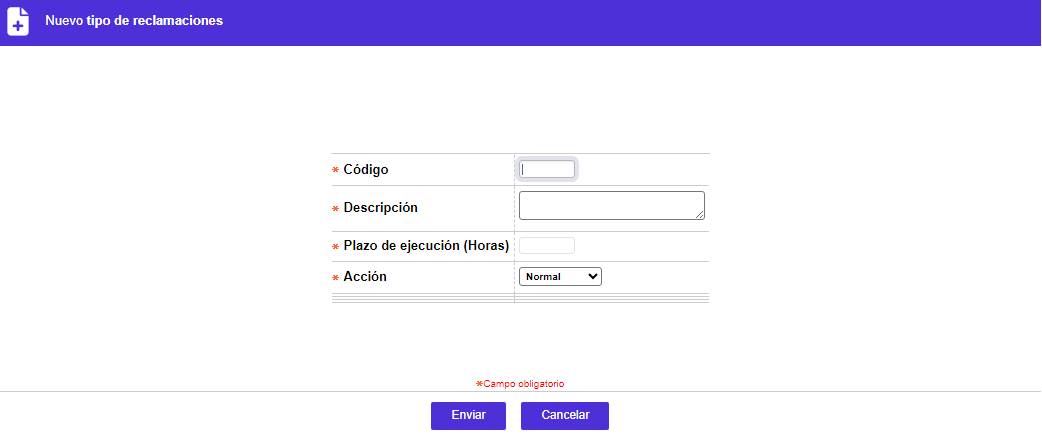 Nuevo tipo de reclamaciones
* Código
* Descripción
* Plazo de ejecución (Horas)
* Acción
Normal
*Campo obligatorio
Enviar
Cancelar